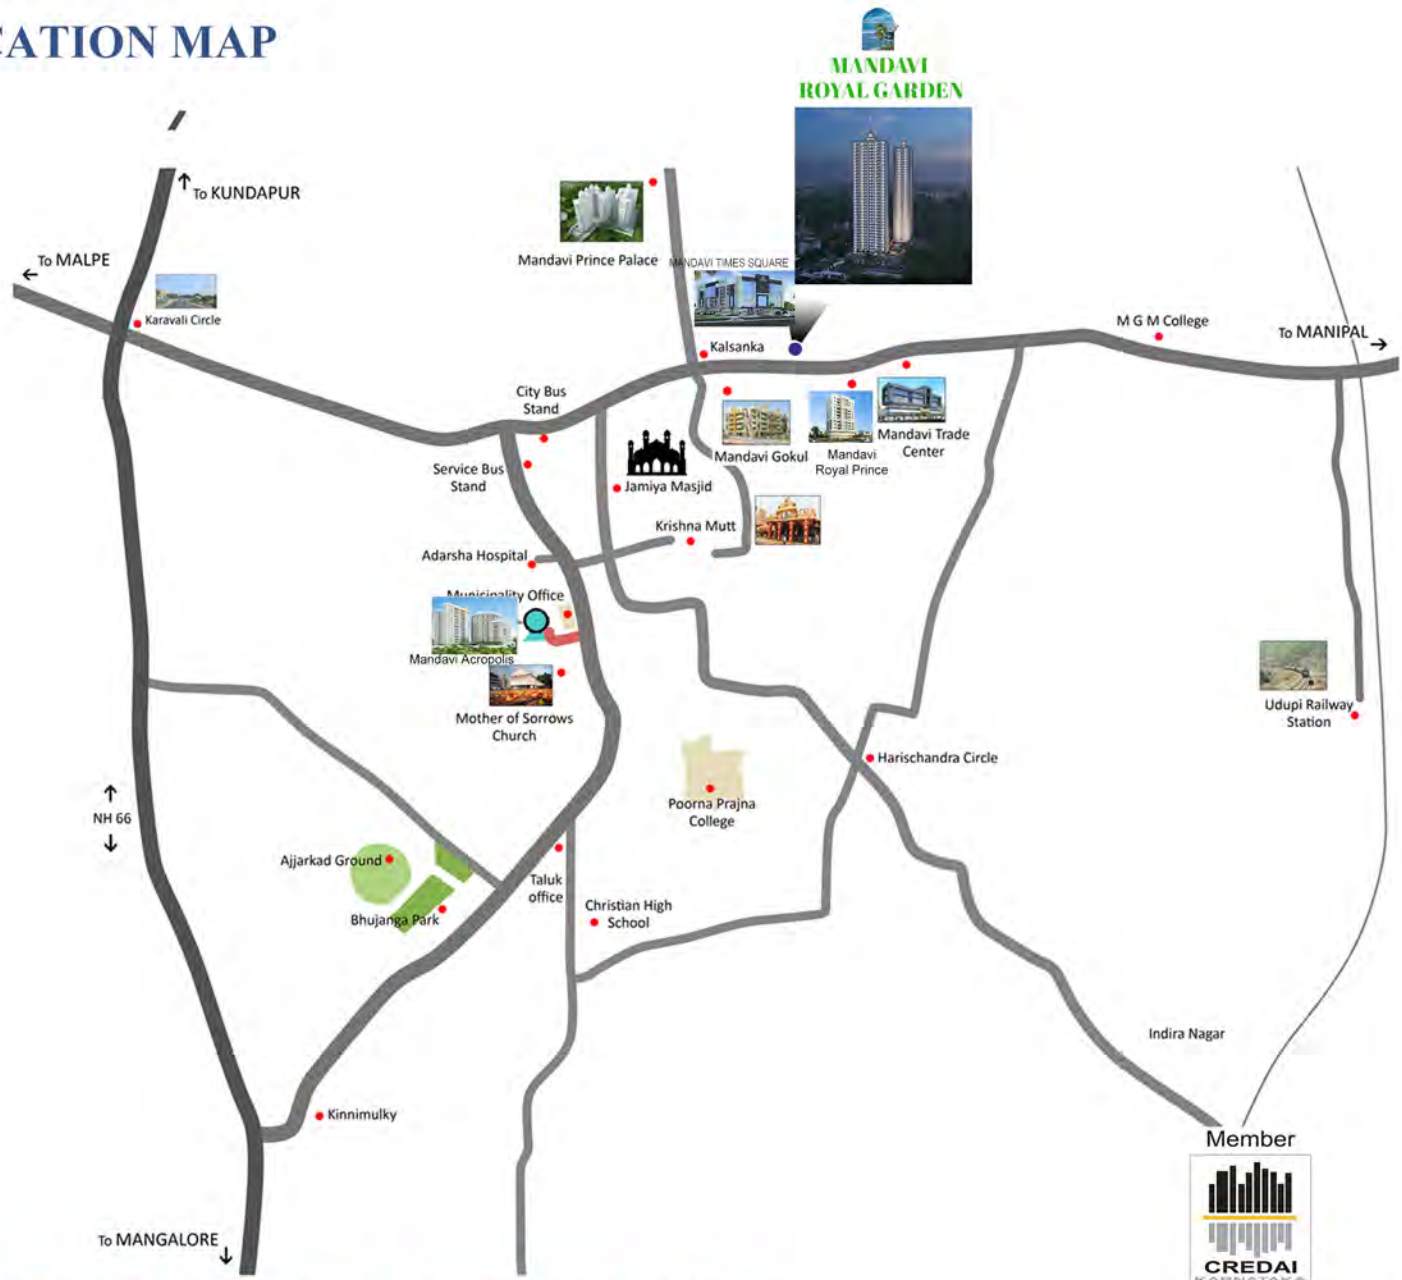 CATION MAP
MANDAVI
ROYAL GARDEN
To KUNDAPUR
To MALPE
Karavali Circle
Mandavi Prince Palace
MANDAVI TIMES SQUARE
Kalsanka
M G M College
To MANIPAL
City Bus
Stand
Service Bus
Stand
Jamiya Masjid
Mandavi Gokul
Mandavi
Royal Prince
Mandavi Trade
Center
Krishna Mutt
Adarsha Hospital
Municipality Office
Mandavi Acropolis
Mother of Sorrows
Church
Udupi Railway
Station
Harischandra Circle
Poorna Prajna
College
NH 66
Ajjarkad Ground
Bhujanga Park
Taluk
office
Christian High
School
Indira Nagar
Kinnimulky
To MANGALORE
Member
CREDAI
KARNATAKA